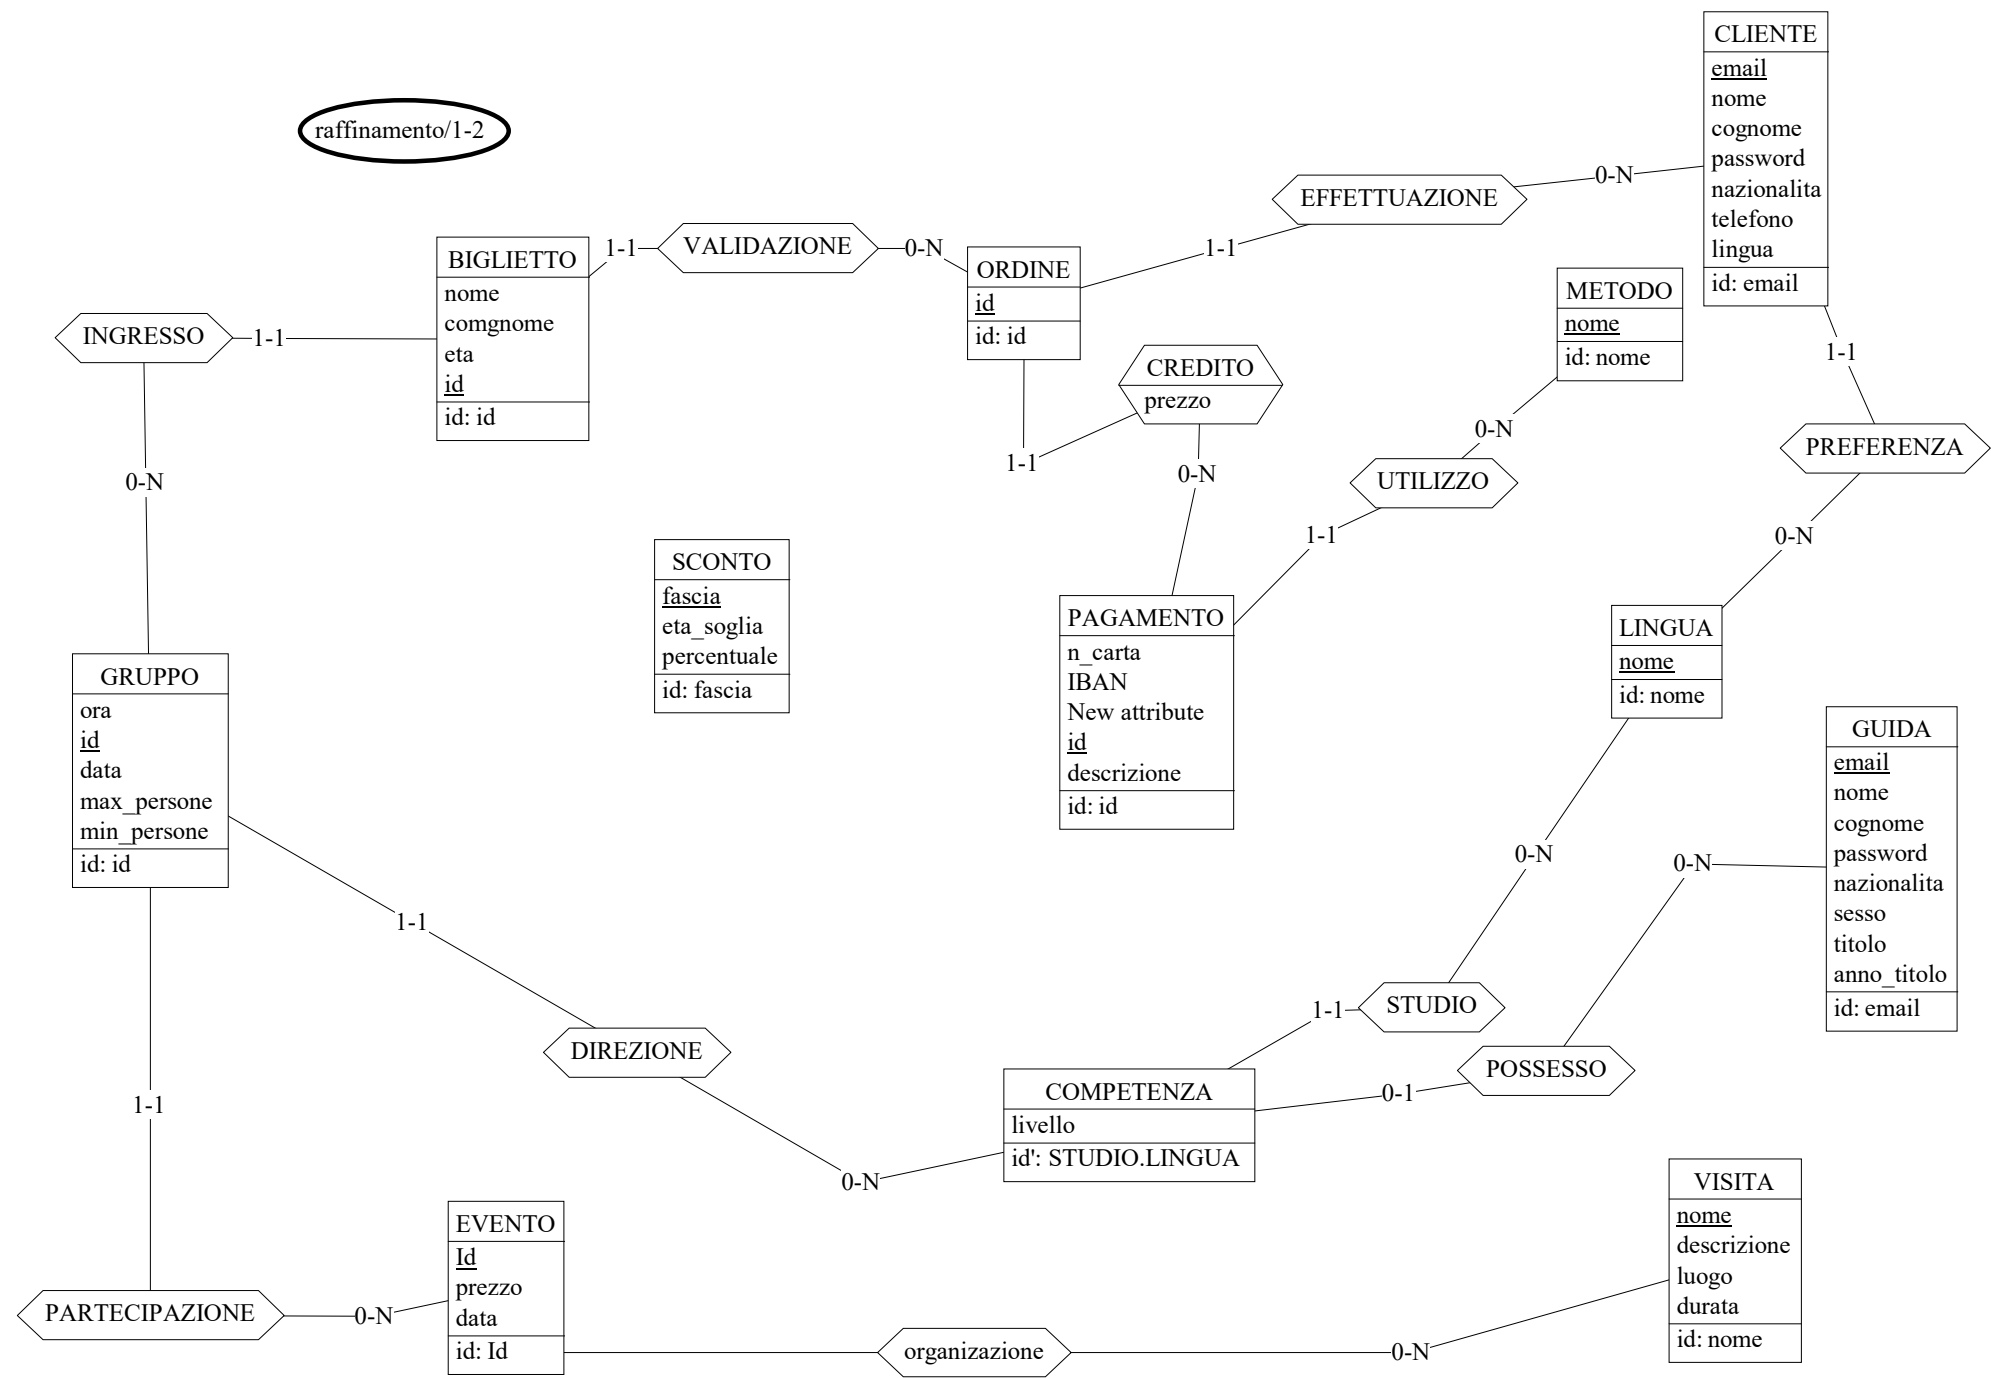 CLIENTE
email
nome
cognome
password
nazionalita
telefono
lingua
id: email
raffinamento/1-2
EFFETTUAZIONE
0-N
1-1
BIGLIETTO
nome
comgnome
eta
id
id: id
1-1
VALIDAZIONE
0-N
ORDINE
id
id: id
METODO
nome
id: nome
INGRESSO
1-1
0-N
CREDITO
prezzo
1-1
0-N
0-N
UTILIZZO
1-1
1-1
PREFERENZA
0-N
SCONTO
fascia
eta_soglia
percentuale
id: fascia
PAGAMENTO
n_carta
IBAN
New attribute
id
descrizione
id: id
LINGUA
nome
id: nome
GRUPPO
ora
id
data
max_persone
min_persone
id: id
GUIDA
email
nome
cognome
password
nazionalita
sesso
titolo
anno_titolo
id: email
0-N
0-N
1-1
STUDIO
1-1
DIREZIONE
POSSESSO
0-1
COMPETENZA
livello
id': STUDIO.LINGUA
1-1
0-N
VISITA
nome
descrizione
luogo
durata
id: nome
EVENTO
Id
prezzo
data
id: Id
PARTECIPAZIONE
0-N
organizazione
0-N